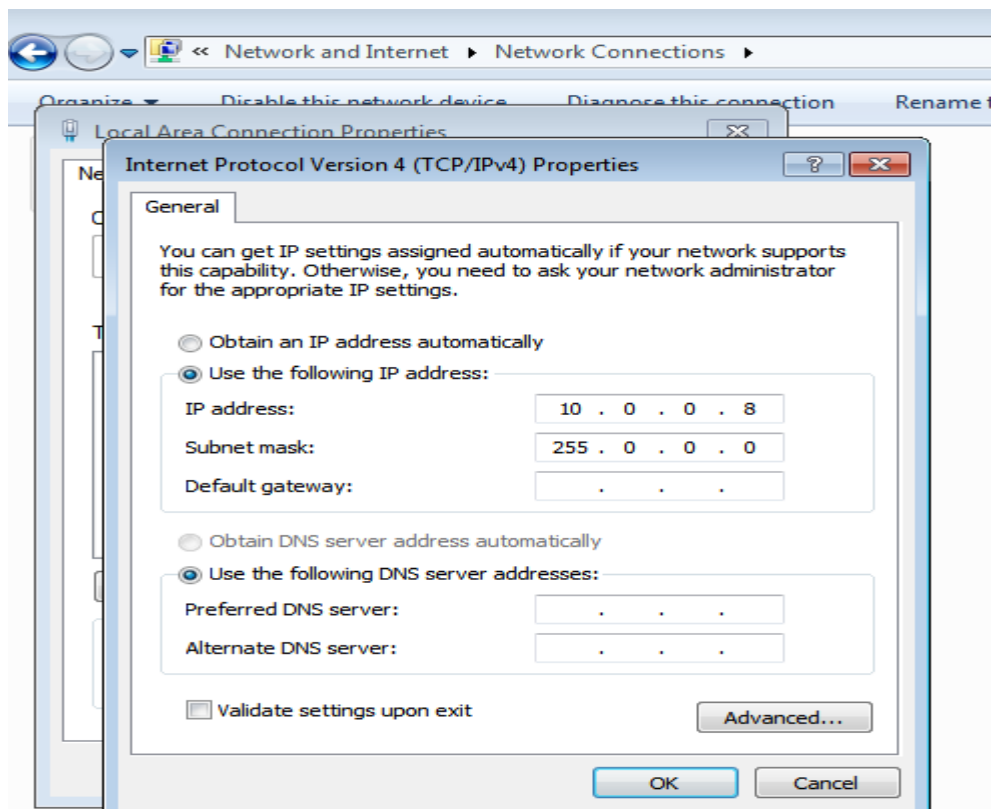 « Network and Internet ▸ Network Connections ▸
Organize ▾ Disable this network device Diagnose this connection Rename
Local Area Connection Properties
Internet Protocol Version 4 (TCP/IPv4) Properties
General
You can get IP settings assigned automatically if your network supports
this capability. Otherwise, you need to ask your network administrator
for the appropriate IP settings.
Obtain an IP address automatically
Use the following IP address:
IP address: 10 . 0 . 0 . 8
Subnet mask: 255 . 0 . 0 . 0
Default gateway: . . .
Obtain DNS server address automatically
Use the following DNS server addresses:
Preferred DNS server: . . .
Alternate DNS server: . . .
Validate settings upon exit
Advanced...
OK Cancel